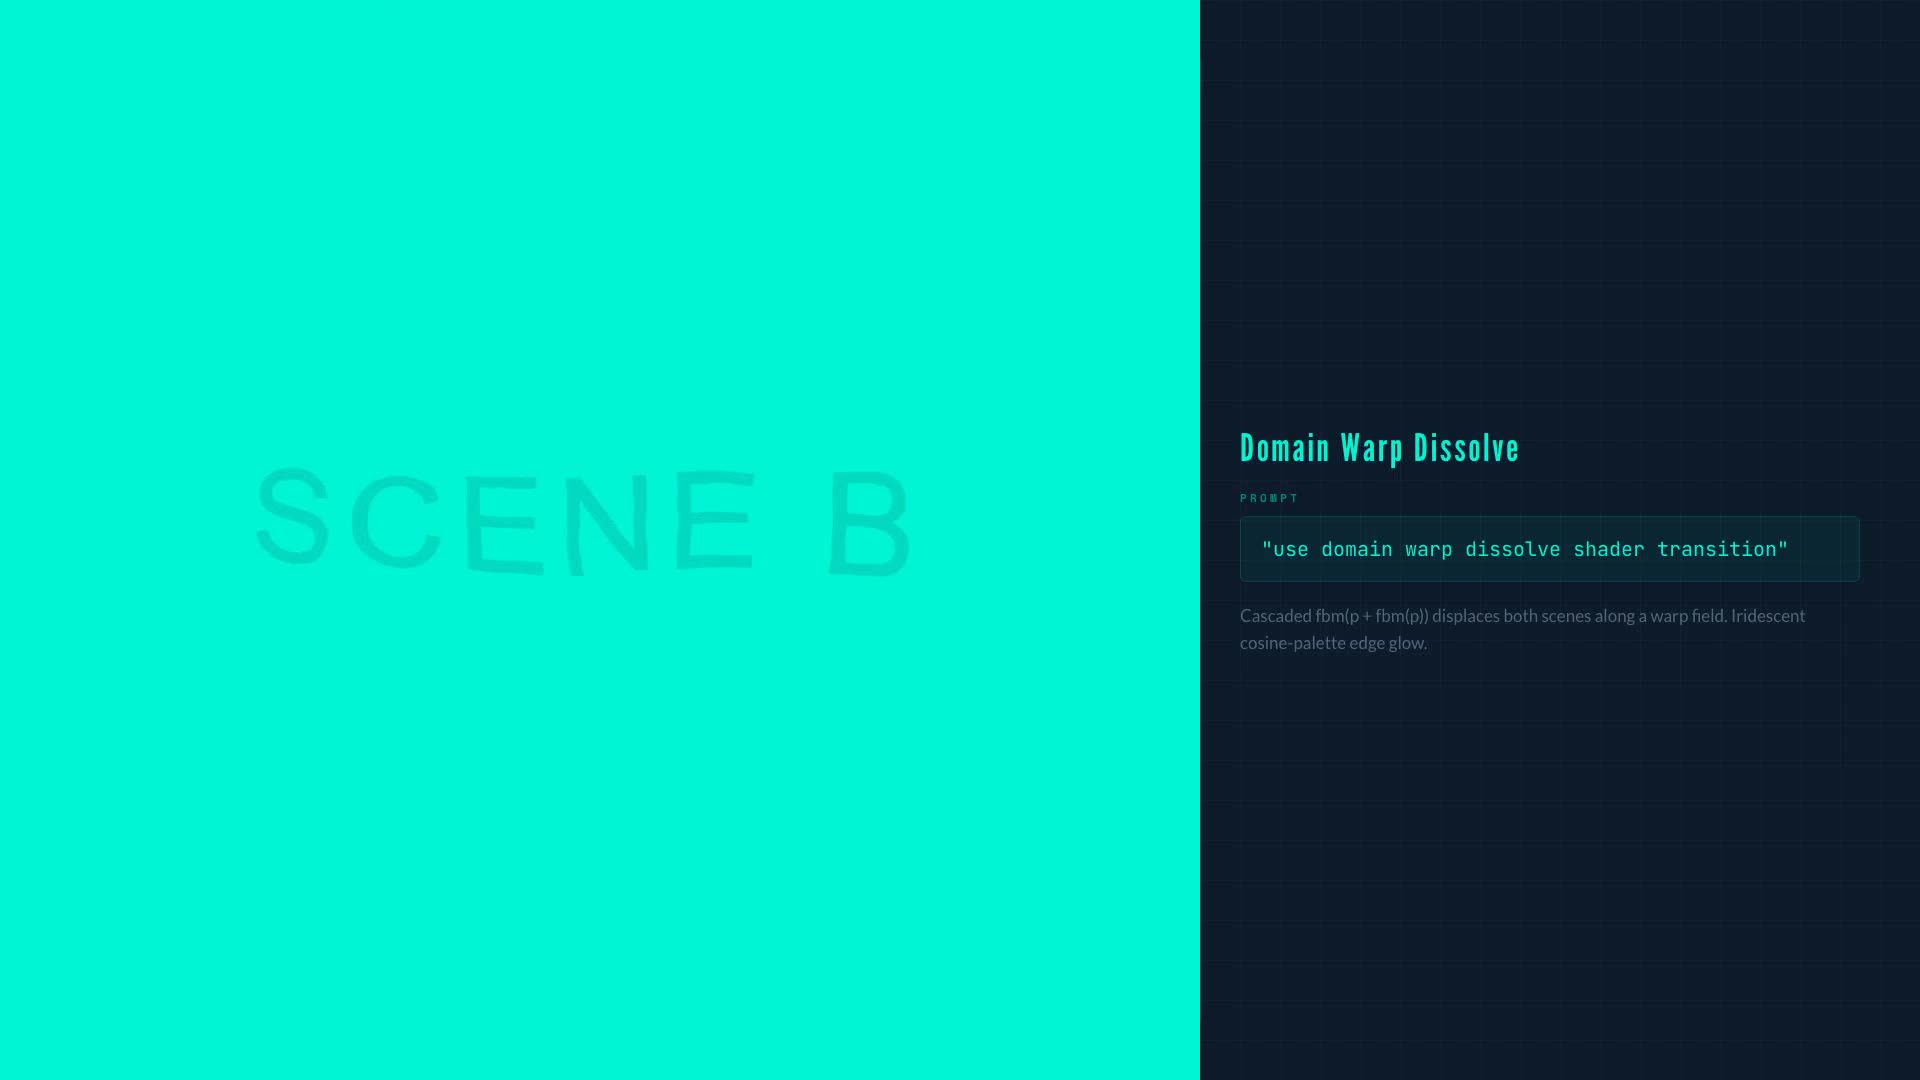 SCENE B
Domain Warp Dissolve
PROMPT
"use domain warp dissolve shader transition"
Cascaded fbm(p + fbm(p)) displaces both scenes along a warp field. Iridescent
cosine-palette edge glow.